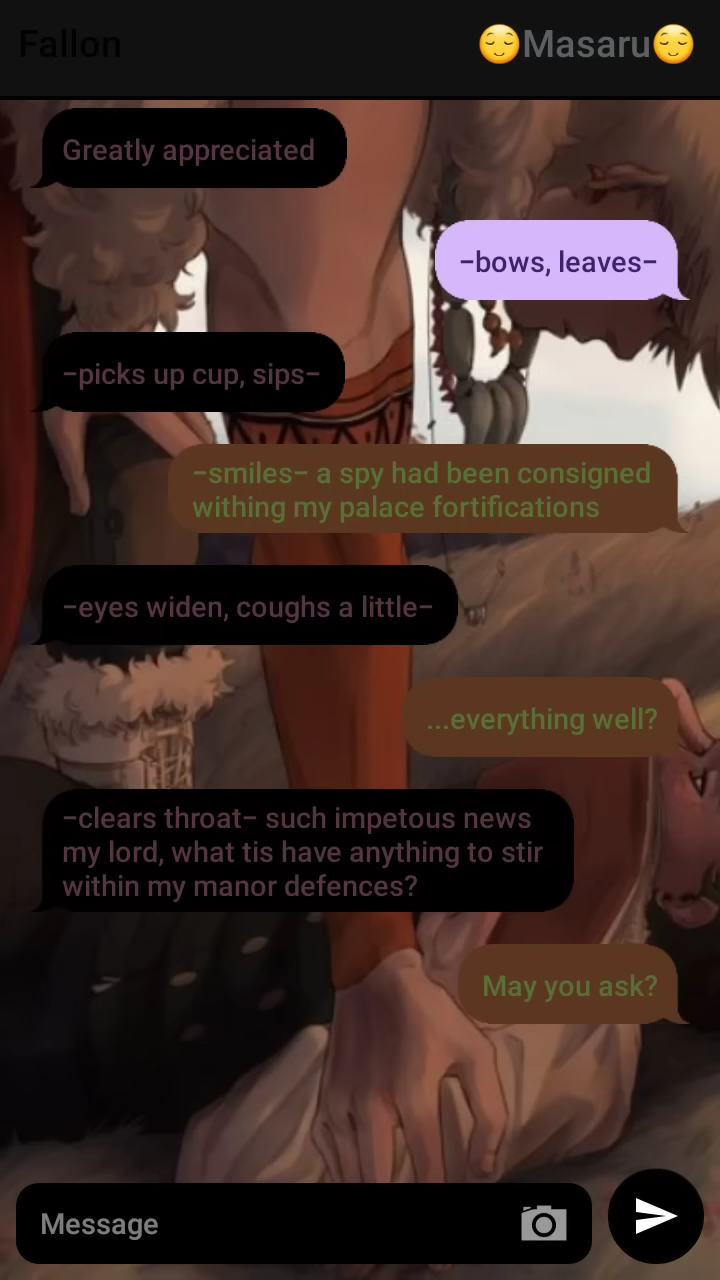 Fallon
😌Masaru😌
Greatly appreciated
–bows, leaves–
–picks up cup, sips–
–smiles– a spy had been consigned
withing my palace fortifications
–eyes widen, coughs a little–
...everything well?
–clears throat– such impetous news
my lord, what tis have anything to stir
within my manor defences?
May you ask?
Message